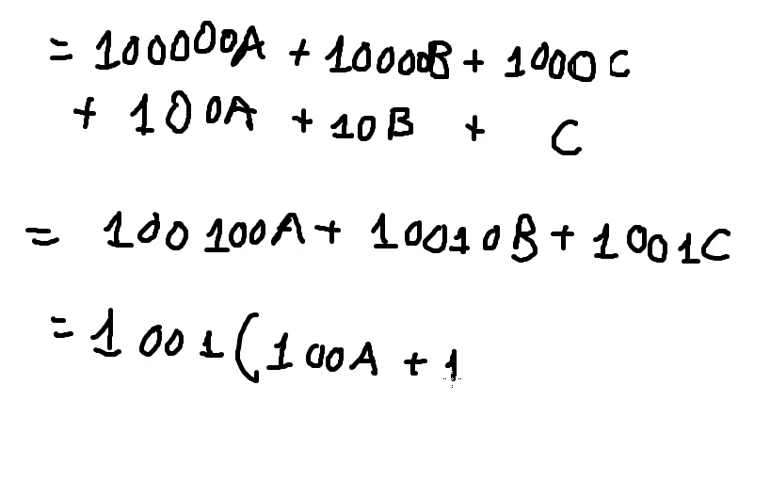 = 100000A + 10000B + 1000C
+ 100A + 10B + C
= 100100A + 10010B + 1001C
= 1001(100A + 1